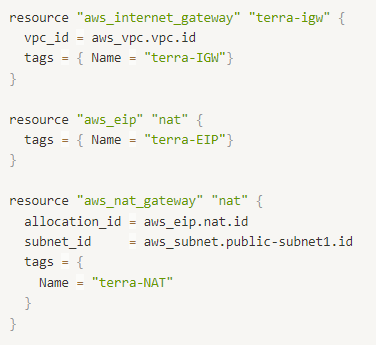 resource "aws_internet_gateway" "terra-igw" {
  vpc_id = aws_vpc.vpc.id
  tags = { Name = "terra-IGW"}
}

resource "aws_eip" "nat" {
  tags = { Name = "terra-EIP"}
}

resource "aws_nat_gateway" "nat" {
  allocation_id = aws_eip.nat.id
  subnet_id     = aws_subnet.public-subnet1.id
  tags = {
    Name = "terra-NAT"
  }
}